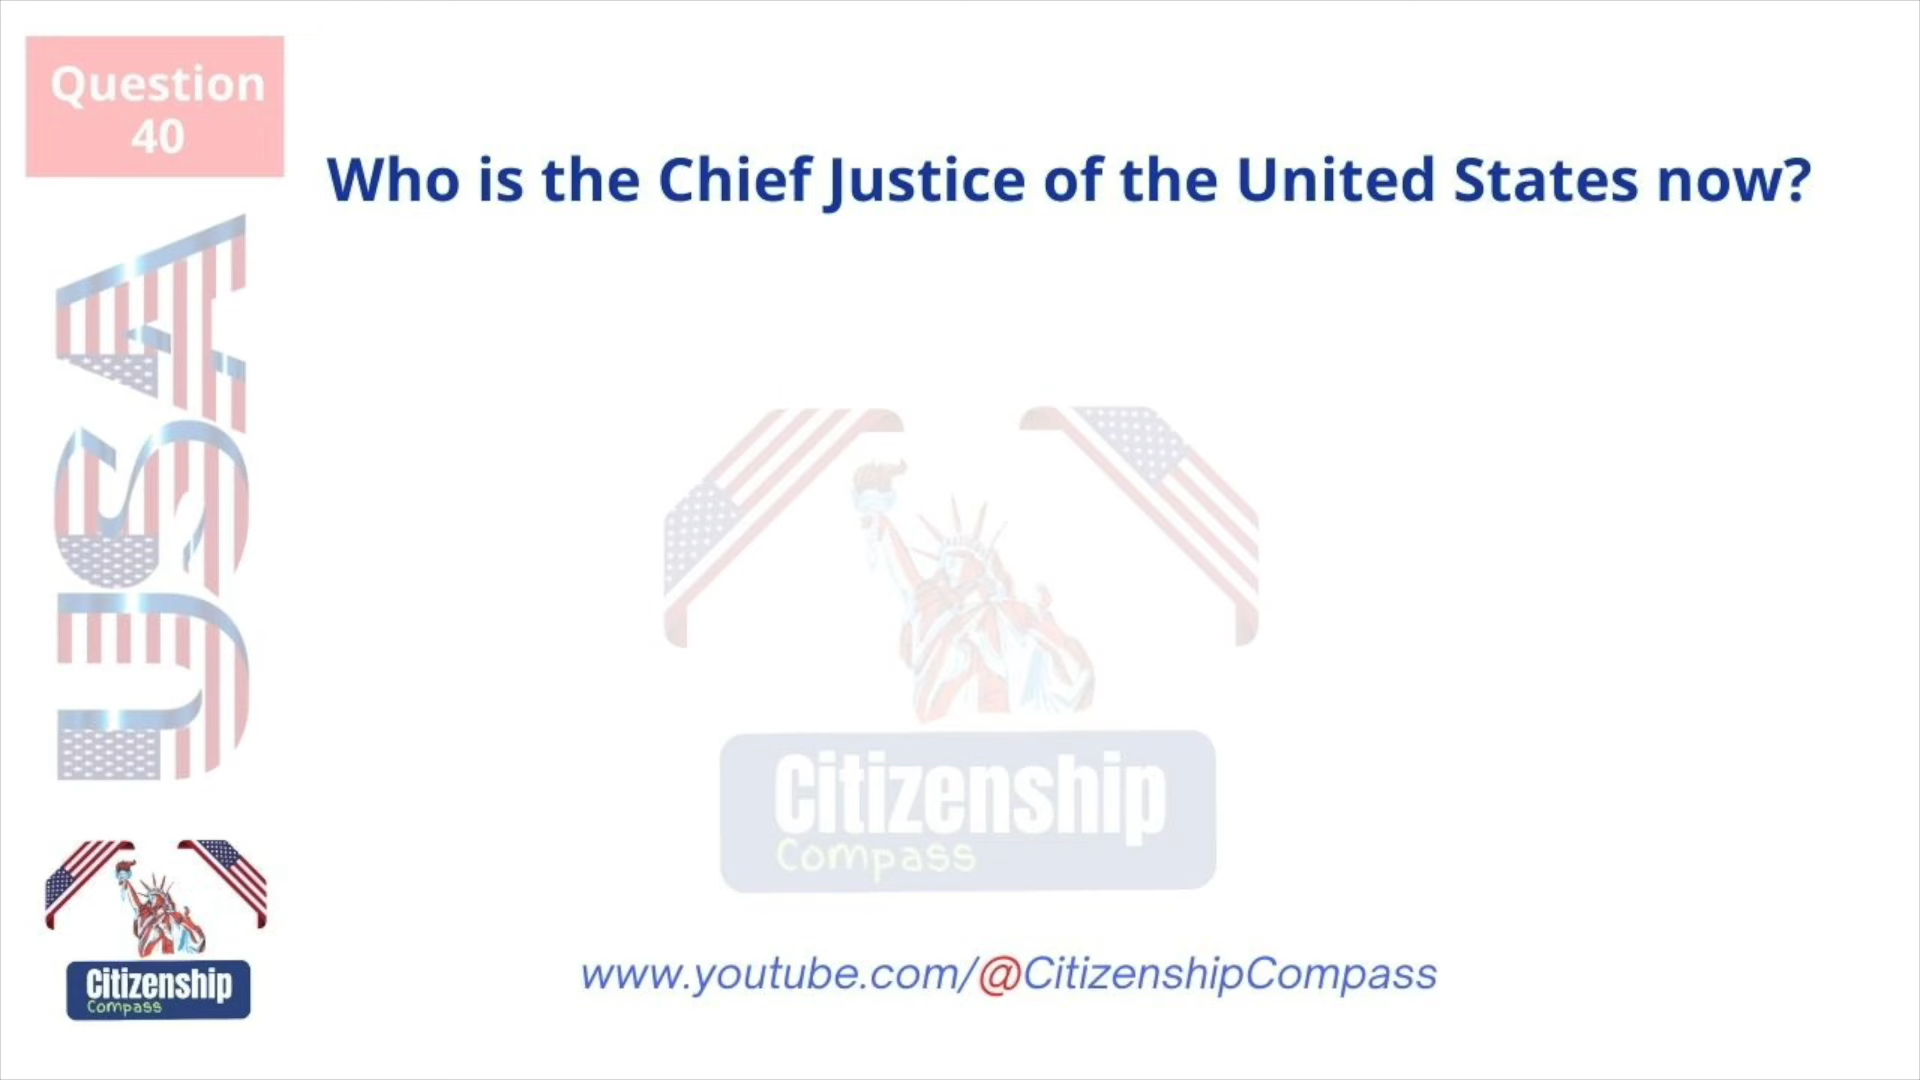 Question
40
Who is the Chief Justice of the United States now?
USA
Citizenship
Compass
Citizenship
Compass
www.youtube.com/@CitizenshipCompass